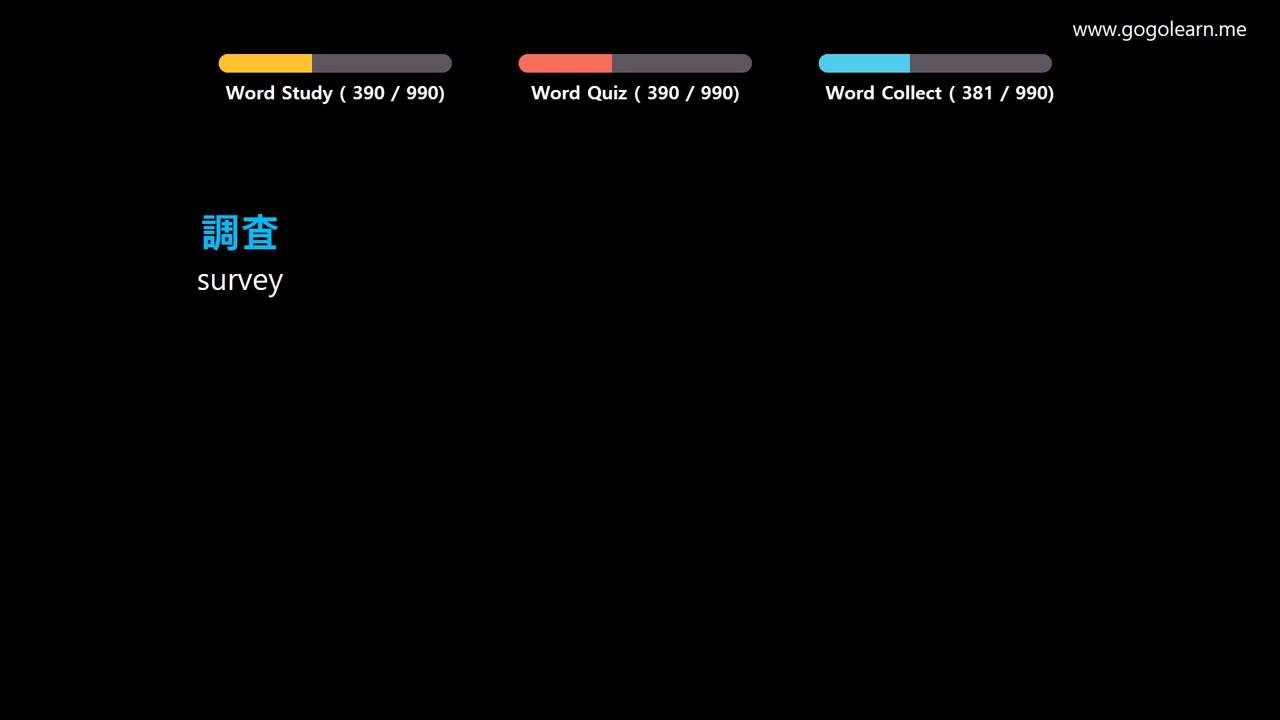 www.gogolearn.me
Word Study ( 390 / 990)
Word Quiz ( 390 / 990)
Word Collect ( 381 / 990)
調査
survey